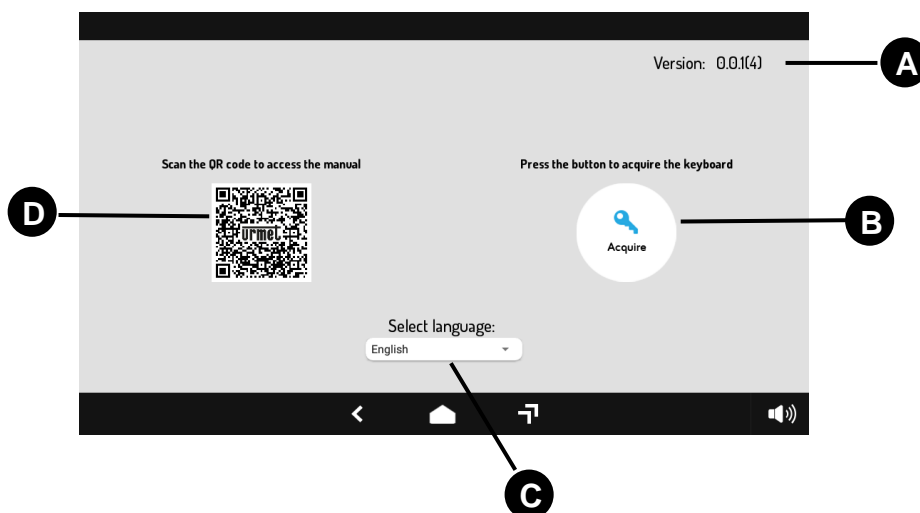 Version: 0.0.1(4)
A
Scan the QR code to access the manual
Press the button to acquire the keyboard
D
urmet
Acquire
B
Select language:
English
C